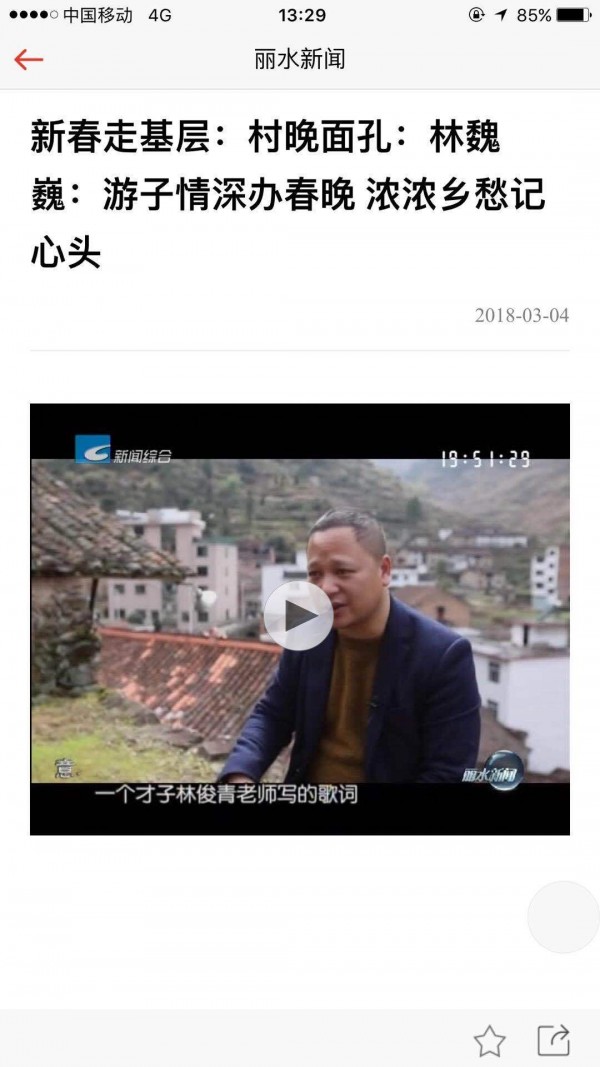 中国移动 4G 13:29 85%
丽水新闻
新春走基层：村晚面孔：林魏
巍：游子情深办春晚 浓浓乡愁记
心头
2018-03-04
新闻综合 19:51:29
意
丽水新闻
一个才子林俊青老师写的歌词